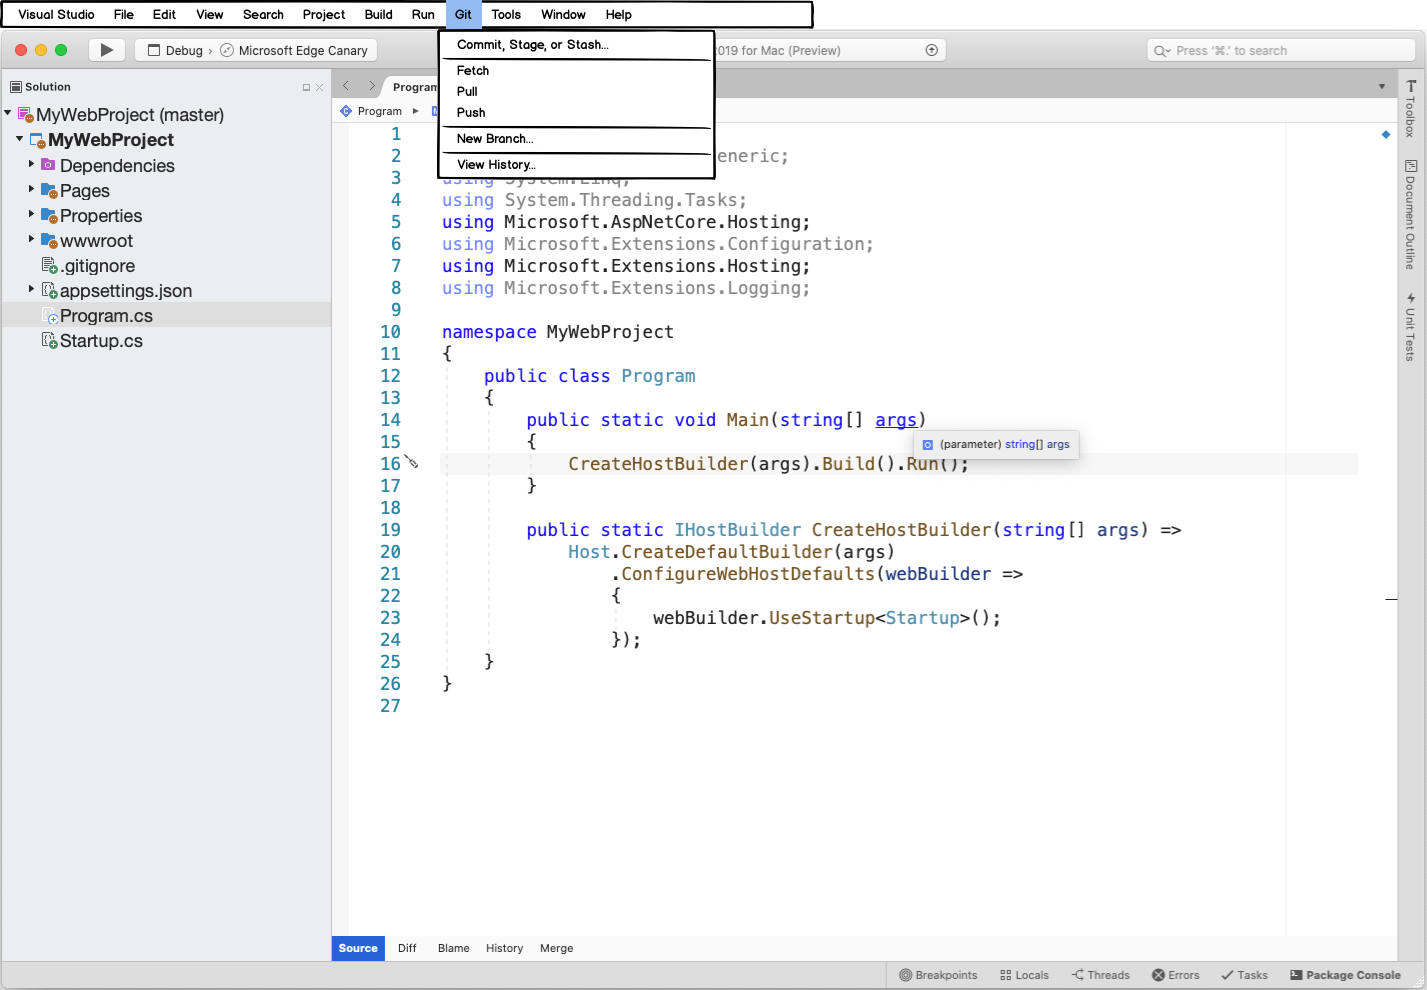 Visual Studio File Edit View Search Project Build Run Git Tools Window Help
Debug › Microsoft Edge Canary
2019 for Mac (Preview)
Press ‘⌘.’ to search
Commit, Stage, or Stash...
Fetch
Pull
Push
New Branch...
View History...
Solution
MyWebProject (master)
MyWebProject
Dependencies
Pages
Properties
wwwroot
.gitignore
appsettings.json
Program.cs
Startup.cs
Program
Program
1
2 eneric;
3 using System.Linq;
4 using System.Threading.Tasks;
5 using Microsoft.AspNetCore.Hosting;
6 using Microsoft.Extensions.Configuration;
7 using Microsoft.Extensions.Hosting;
8 using Microsoft.Extensions.Logging;
9
10 namespace MyWebProject
11 {
12 public class Program
13 {
14 public static void Main(string[] args)
15 {
(parameter) string[] args
16 CreateHostBuilder(args).Build().Run();
17 }
18
19 public static IHostBuilder CreateHostBuilder(string[] args) =>
20 Host.CreateDefaultBuilder(args)
21 .ConfigureWebHostDefaults(webBuilder =>
22 {
23 webBuilder.UseStartup<Startup>();
24 });
25 }
26 }
27
Toolbox
Document Outline
Unit Tests
Source Diff Blame History Merge
Breakpoints Locals Threads Errors Tasks Package Console